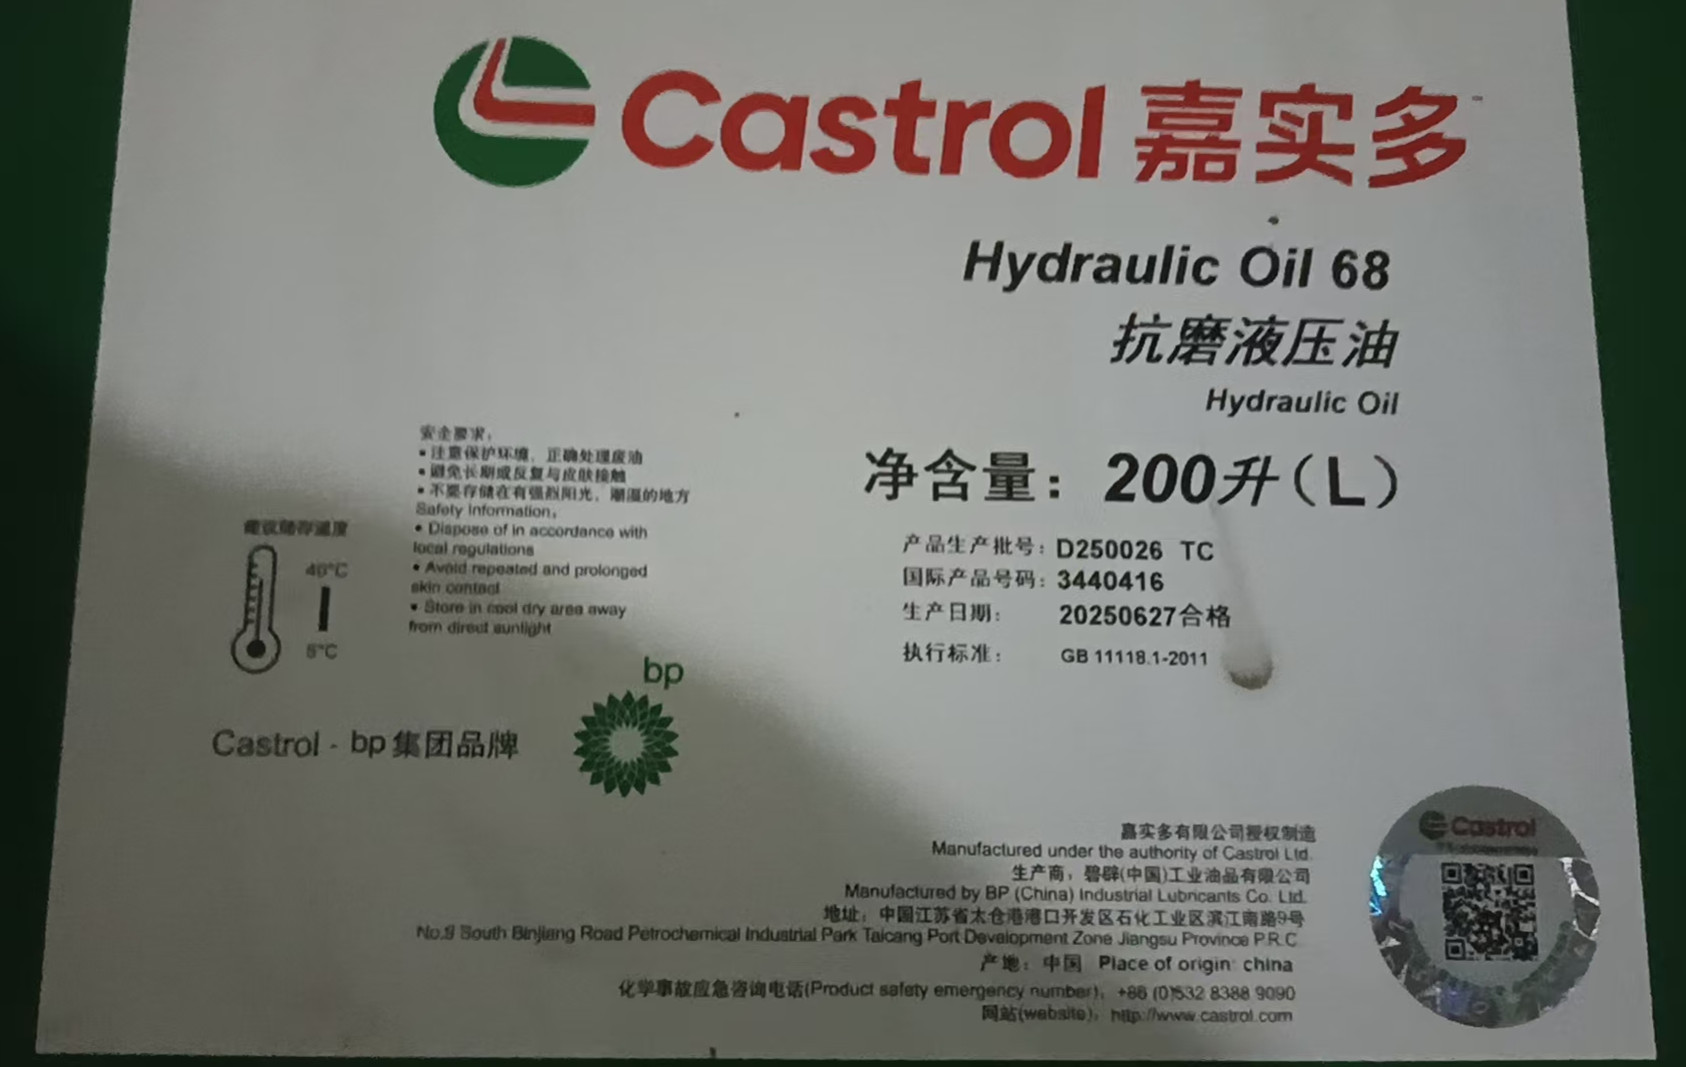 Castrol 嘉实多
Hydraulic Oil 68
抗磨液压油
Hydraulic Oil
净含量：200升（L）
产品生产批号：D250026 TC
国际产品号码：3440416
生产日期：20250627合格
执行标准：GB 11118.1-2011
安全要求：
• 注意保护环境，正确处理废油
• 避免长期或反复与皮肤接触
• 不要存储在有强烈阳光，潮湿的地方
Safety Information,
• Dispose of in accordance with
local regulations
• Avoid repeated and prolonged
skin contact
• Store in cool dry area away
from direct sunlight
建议储存温度
40°C
5°C
bp
Castrol - bp集团品牌
嘉实多有限公司授权制造
Manufactured under the authority of Castrol Ltd.
生产商：碧辟(中国)工业油品有限公司
Manufactured by BP (China) Industrial Lubricants Co. Ltd.
地址：中国江苏省太仓港港口开发区石化工业区滨江南路9号
No.9 South Binjiang Road Petrochemical Industrial Park Taicang Port Development Zone Jiangsu Province P.R.C
产地：中国 Place of origin: china
化学事故应急咨询电话(Product safety emergency number)：+86 (0)532 8388 9090
网站(website)：http://www.castrol.com
Castrol